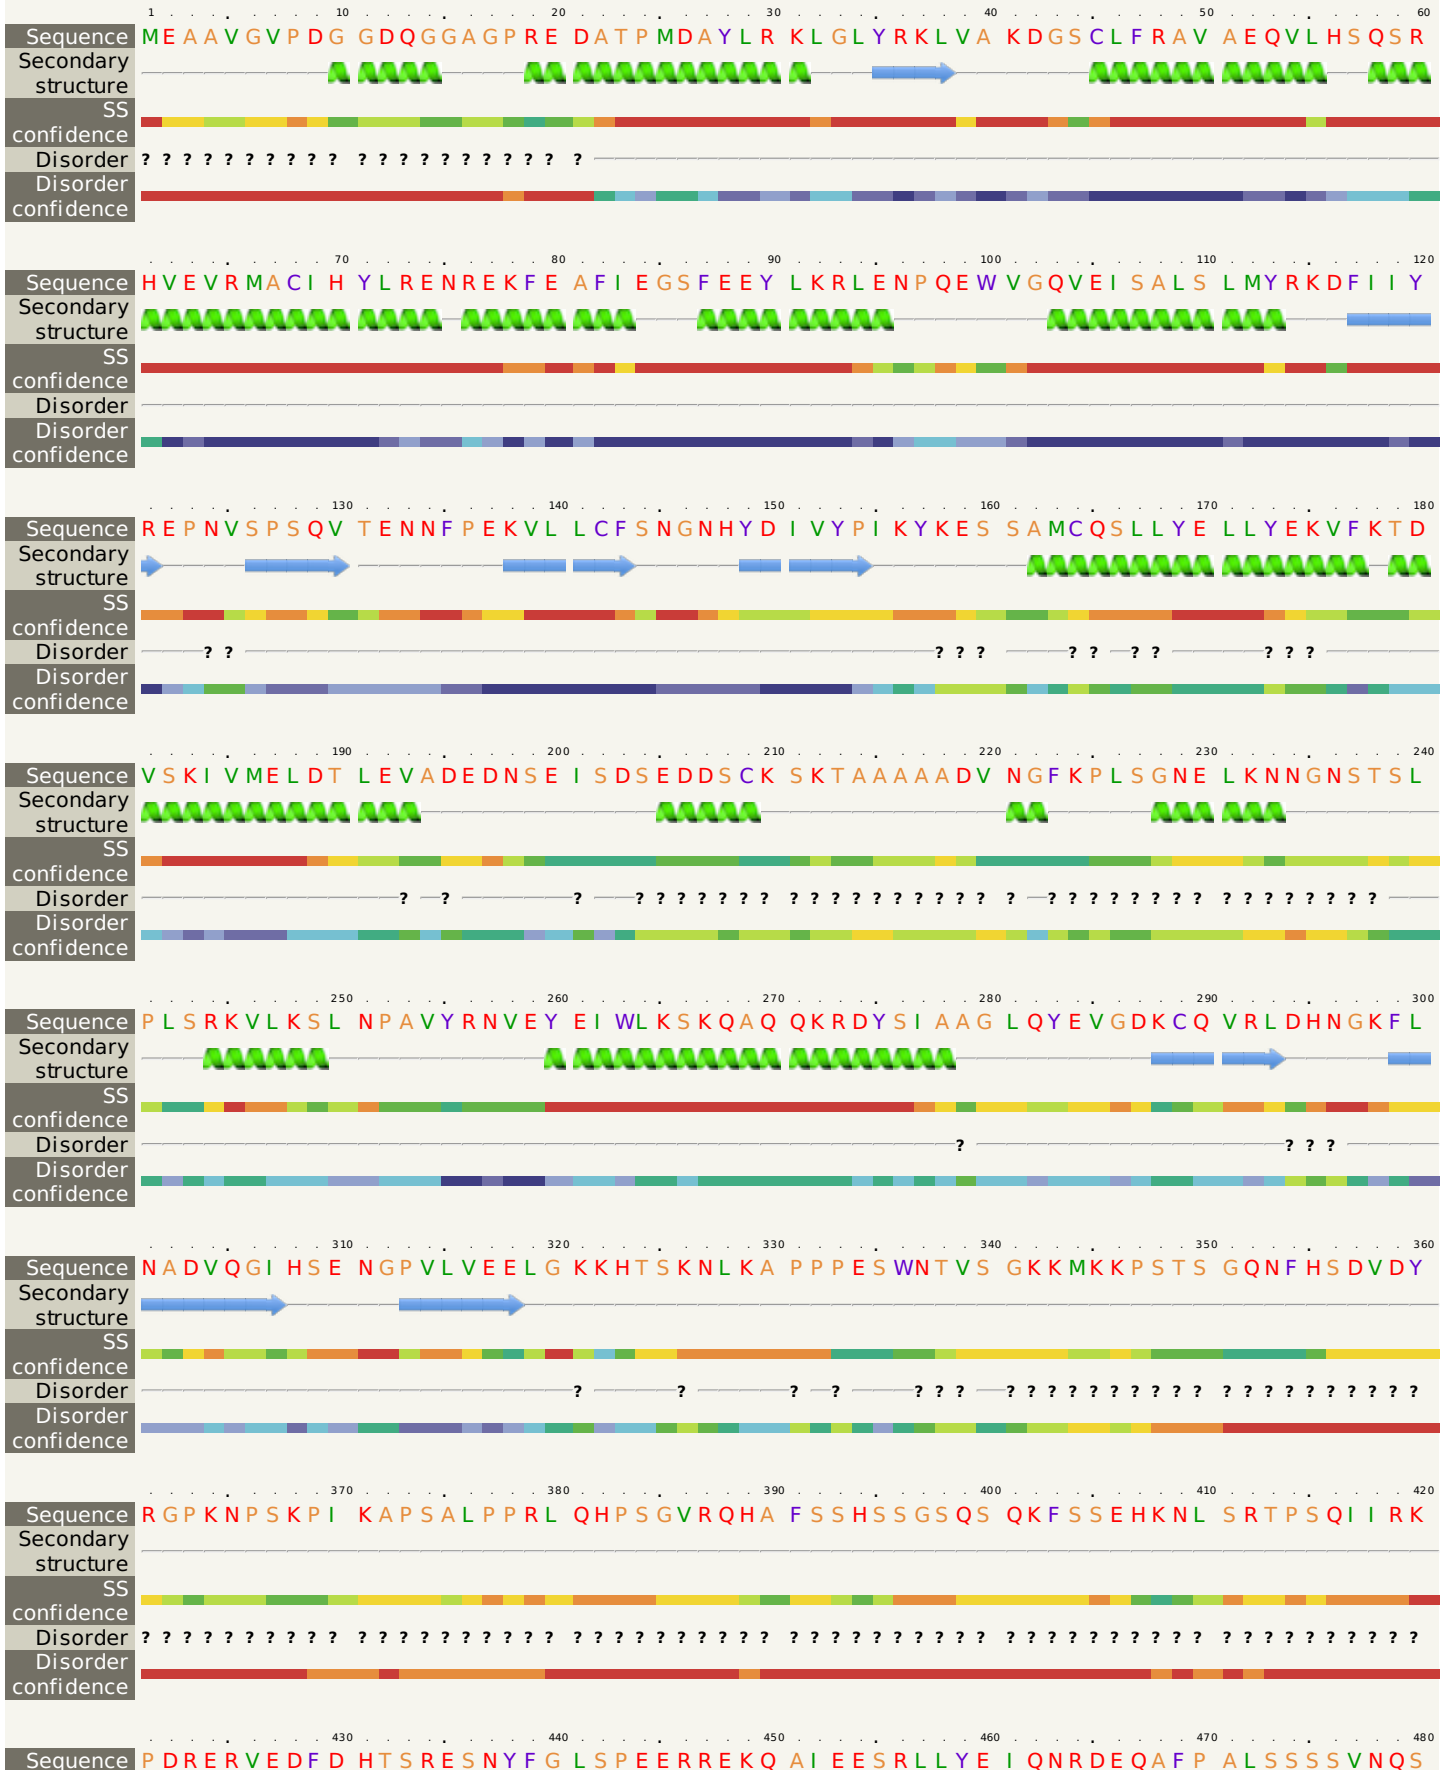 1 10 20 30 40 50 60
Sequence MEAAVGVPDG GDQGGAGPRE DATPMDAYLR KLGLYRKLVA KDGSCLFRAV AEQVLHSQSR
Secondary
structure
SS
confidence
Disorder ? ? ? ? ? ? ? ? ? ? ? ? ? ? ? ? ? ? ? ? ?
Disorder
confidence
70 80 90 100 110 120
Sequence HVEVRMACIH YLRENREKFE AFIEGSFEEY LKRLENPQEW VGQVEISALS LMYRKDFIIY
Secondary
structure
SS
confidence
Disorder
Disorder
confidence
130 140 150 160 170 180
Sequence REPNVSPSQV TENNFPEKVL LCFSNGNHYD IVYPIKYKES SAMCQSLLYE LLYEKVFKTD
Secondary
structure
SS
confidence
Disorder ? ? ? ? ? ? ? ? ? ? ? ?
Disorder
confidence
190 200 210 220 230 240
Sequence VSKIVMELDT LEVADEDNSE ISDSEDDSCK SKTAAAAADV NGFKPLSGNE LKNNGNSTSL
Secondary
structure
SS
confidence
Disorder ? ? ? ? ? ? ? ? ? ? ? ? ? ? ? ? ? ? ? ? ? ? ? ? ? ? ? ? ? ? ? ? ? ? ? ?
Disorder
confidence
250 260 270 280 290 300
Sequence PLSRKVLKSL NPAVYRNVEY EIWLKSKQAQ QKRDYSIAAG LQYEVGDKCQ VRLDHNGKFL
Secondary
structure
SS
confidence
Disorder ? ? ? ?
Disorder
confidence
310 320 330 340 350 360
Sequence NADVQGIHSE NGPVLVEELG KKHTSKNLKA PPPESWNTVS GKKMKKPSTS GQNFHSDVDY
Secondary
structure
SS
confidence
Disorder ? ? ? ? ? ? ? ? ? ? ? ? ? ? ? ? ? ? ? ? ? ? ? ? ? ?
Disorder
confidence
370 380 390 400 410 420
Sequence RGPKNPSKPI KAPSALPPRL QHPSGVRQHA FSSHSSGSQS QKFSSEHKNL SRTPSQIIRK
Secondary
structure
SS
confidence
Disorder ? ? ? ? ? ? ? ? ? ? ? ? ? ? ? ? ? ? ? ? ? ? ? ? ? ? ? ? ? ? ? ? ? ? ? ? ? ? ? ? ? ? ? ? ? ? ? ? ? ? ? ? ? ? ? ? ? ? ? ?
Disorder
confidence
430 440 450 460 470 480
Sequence PDRERVEDFD HTSRESNYFG LSPEERREKQ AIEESRLLYE IQNRDEQAFP ALSSSSVNQS